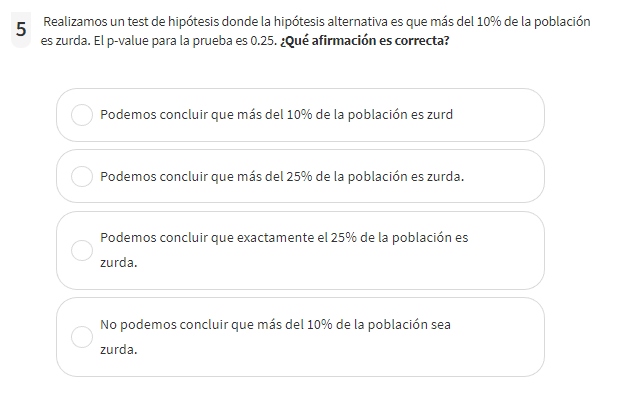 5
Realizamos un test de hipótesis donde la hipótesis alternativa es que más del 10% de la población
es zurda. El p-value para la prueba es 0.25. ¿Qué afirmación es correcta?
Podemos concluir que más del 10% de la población es zurd
Podemos concluir que más del 25% de la población es zurda.
Podemos concluir que exactamente el 25% de la población es
zurda.
No podemos concluir que más del 10% de la población sea
zurda.